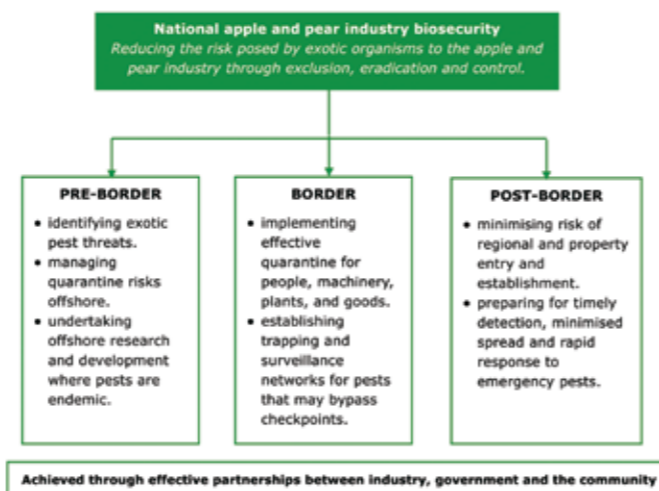 National apple and pear industry biosecurity
Reducing the risk posed by exotic organisms to the apple and
pear industry through exclusion, eradication and control.
PRE-BORDER
• identifying exotic
pest threats.
• managing
quarantine risks
offshore.
• undertaking
offshore research
and development
where pests are
endemic.
BORDER
• implementing
effective
quarantine for
people, machinery,
plants, and goods.
• establishing
trapping and
surveillance
networks for pests
that may bypass
checkpoints.
POST-BORDER
• minimising risk of
regional and property
entry and
establishment.
• preparing for timely
detection, minimised
spread and rapid
response to
emergency pests.
Achieved through effective partnerships between industry, government and the community